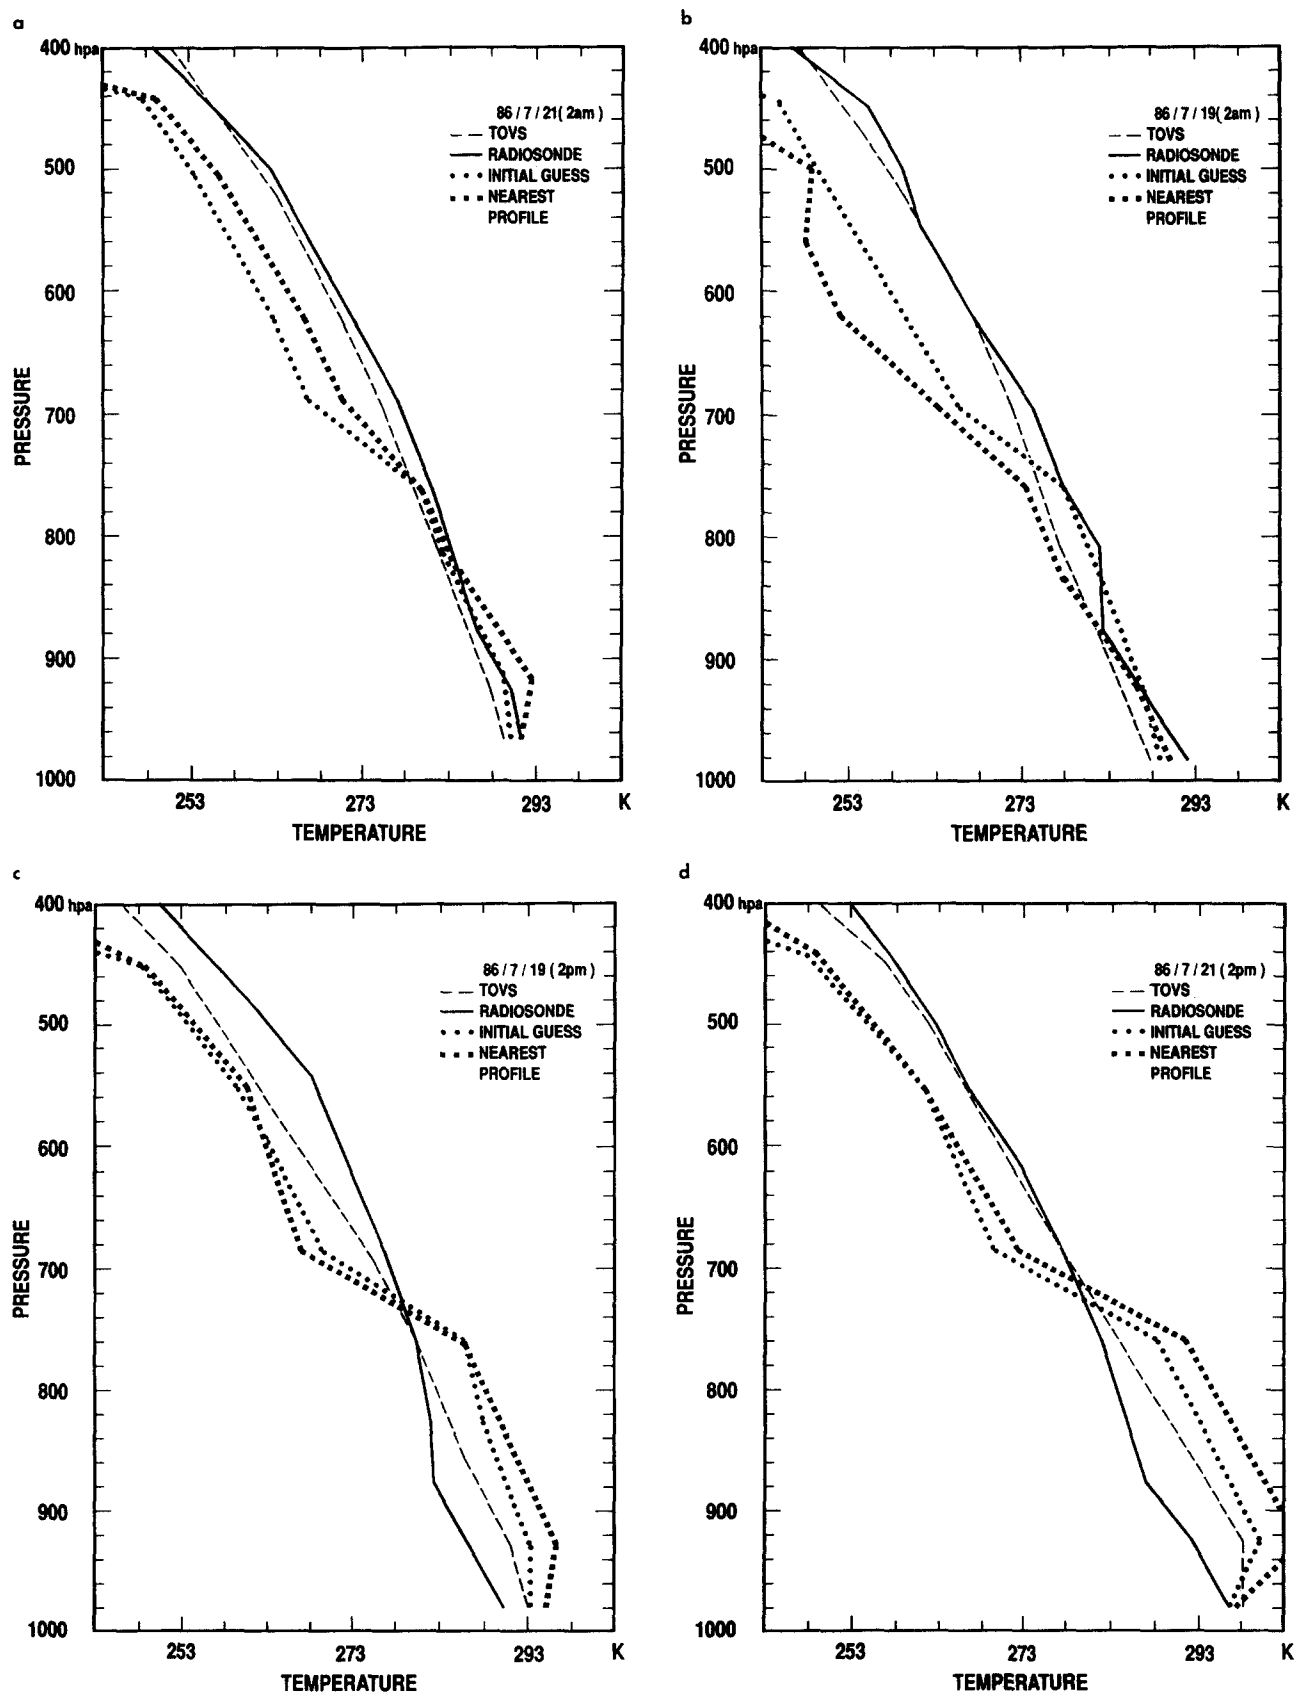 a
400 hpa
500
600
700
800
900
1000
PRESSURE
86 / 7 / 21( 2am )
TOVS
RADIOSONDE
INITIAL GUESS
NEAREST
PROFILE
253
273
293
K
TEMPERATURE
b
400 hpa
500
600
700
800
900
1000
PRESSURE
86 / 7 / 19(2am )
TOVS
RADIOSONDE
INITIAL GUESS
NEAREST
PROFILE
253
273
293
K
TEMPERATURE
c
400 hpa
500
600
700
800
900
1000
PRESSURE
86 / 7 / 19 ( 2pm )
TOVS
RADIOSONDE
INITIAL GUESS
NEAREST
PROFILE
253
273
293
K
TEMPERATURE
d
400 hpa
500
600
700
800
900
1000
PRESSURE
86 / 7 / 21 ( 2pm )
TOVS
RADIOSONDE
INITIAL GUESS
NEAREST
PROFILE
253
273
293
K
TEMPERATURE